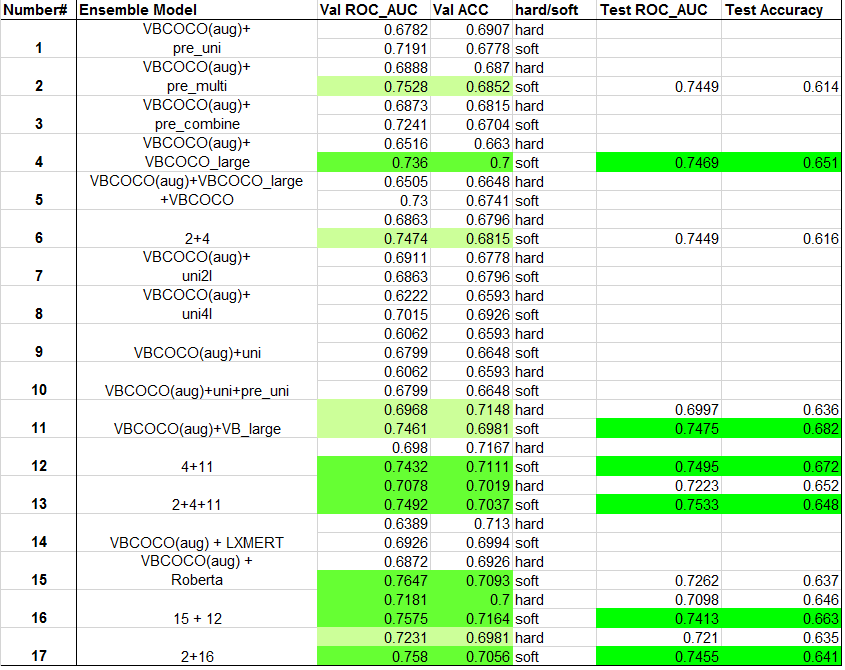 Number# Ensemble Model Val ROC_AUC Val ACC hard/soft Test ROC_AUC Test Accuracy
VBCOCO(aug)+ 0.6782 0.6907 hard
1 pre_uni 0.7191 0.6778 soft
VBCOCO(aug)+ 0.6888 0.687 hard
2 pre_multi 0.7528 0.6852 soft 0.7449 0.614
VBCOCO(aug)+ 0.6873 0.6815 hard
3 pre_combine 0.7241 0.6704 soft
VBCOCO(aug)+ 0.6516 0.663 hard
4 VBCOCO_large 0.736 0.7 soft 0.7469 0.651
VBCOCO(aug)+VBCOCO_large 0.6505 0.6648 hard
5 +VBCOCO 0.73 0.6741 soft
0.6863 0.6796 hard
6 2+4 0.7474 0.6815 soft 0.7449 0.616
VBCOCO(aug)+ 0.6911 0.6778 hard
7 uni2l 0.6863 0.6796 soft
VBCOCO(aug)+ 0.6222 0.6593 hard
8 uni4l 0.7015 0.6926 soft
0.6062 0.6593 hard
9 VBCOCO(aug)+uni 0.6799 0.6648 soft
0.6062 0.6593 hard
10 VBCOCO(aug)+uni+pre_uni 0.6799 0.6648 soft
0.6968 0.7148 hard 0.6997 0.636
11 VBCOCO(aug)+VB_large 0.7461 0.6981 soft 0.7475 0.682
0.698 0.7167 hard
12 4+11 0.7432 0.7111 soft 0.7495 0.672
0.7078 0.7019 hard 0.7223 0.652
13 2+4+11 0.7492 0.7037 soft 0.7533 0.648
0.6389 0.713 hard
14 VBCOCO(aug) + LXMERT 0.6926 0.6994 soft
VBCOCO(aug) + 0.6872 0.6926 hard
15 Roberta 0.7647 0.7093 soft 0.7262 0.637
0.7181 0.7 hard 0.7098 0.646
16 15 + 12 0.7575 0.7164 soft 0.7413 0.663
0.7231 0.6981 hard 0.721 0.635
17 2+16 0.758 0.7056 soft 0.7455 0.641